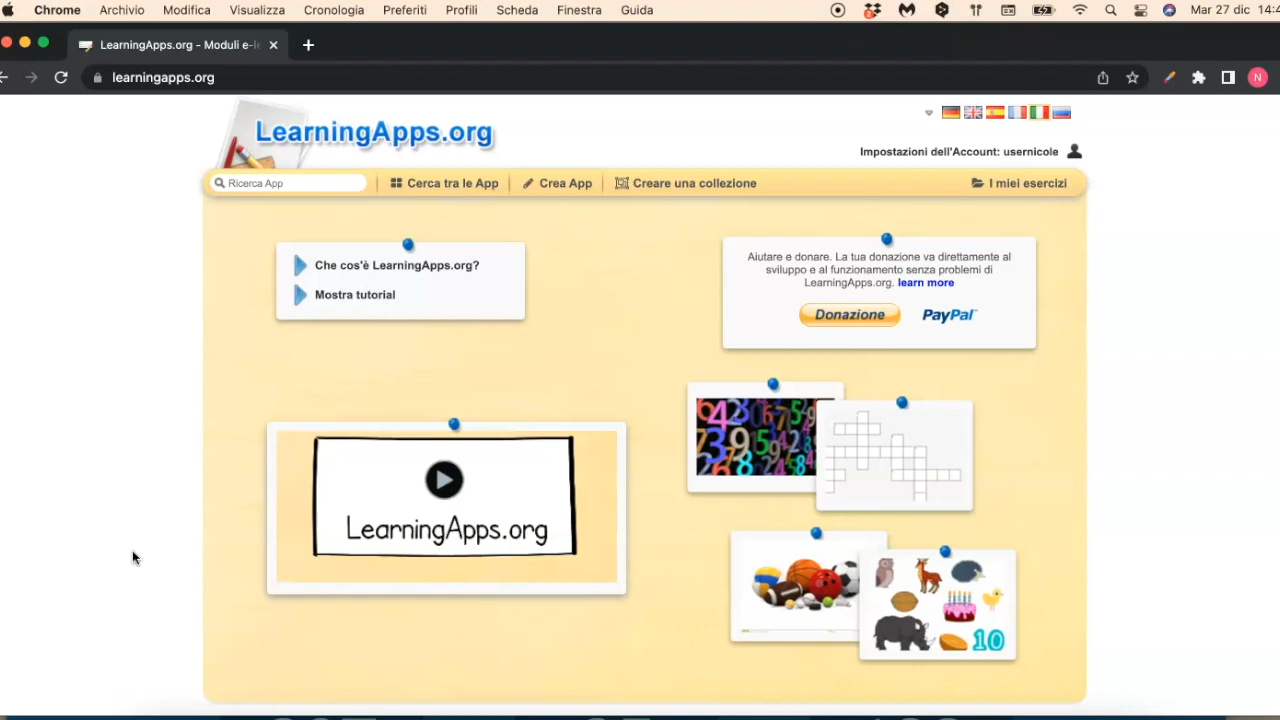 Chrome Archivio Modifica Visualizza Cronologia Preferiti Profili Scheda Finestra Guida Mar 27 dic
LearningApps.org - Moduli e-
learningapps.org
N
LearningApps.org
Impostazioni dell'Account: usernicole
Ricerca App Cerca tra le App Crea App Creare una collezione I miei esercizi
Che cos'è LearningApps.org?
Mostra tutorial
Aiutare e donare. La tua donazione va direttamente al
sviluppo e al funzionamento senza problemi di
LearningApps.org. learn more
Donazione PayPal
LearningApps.org
10